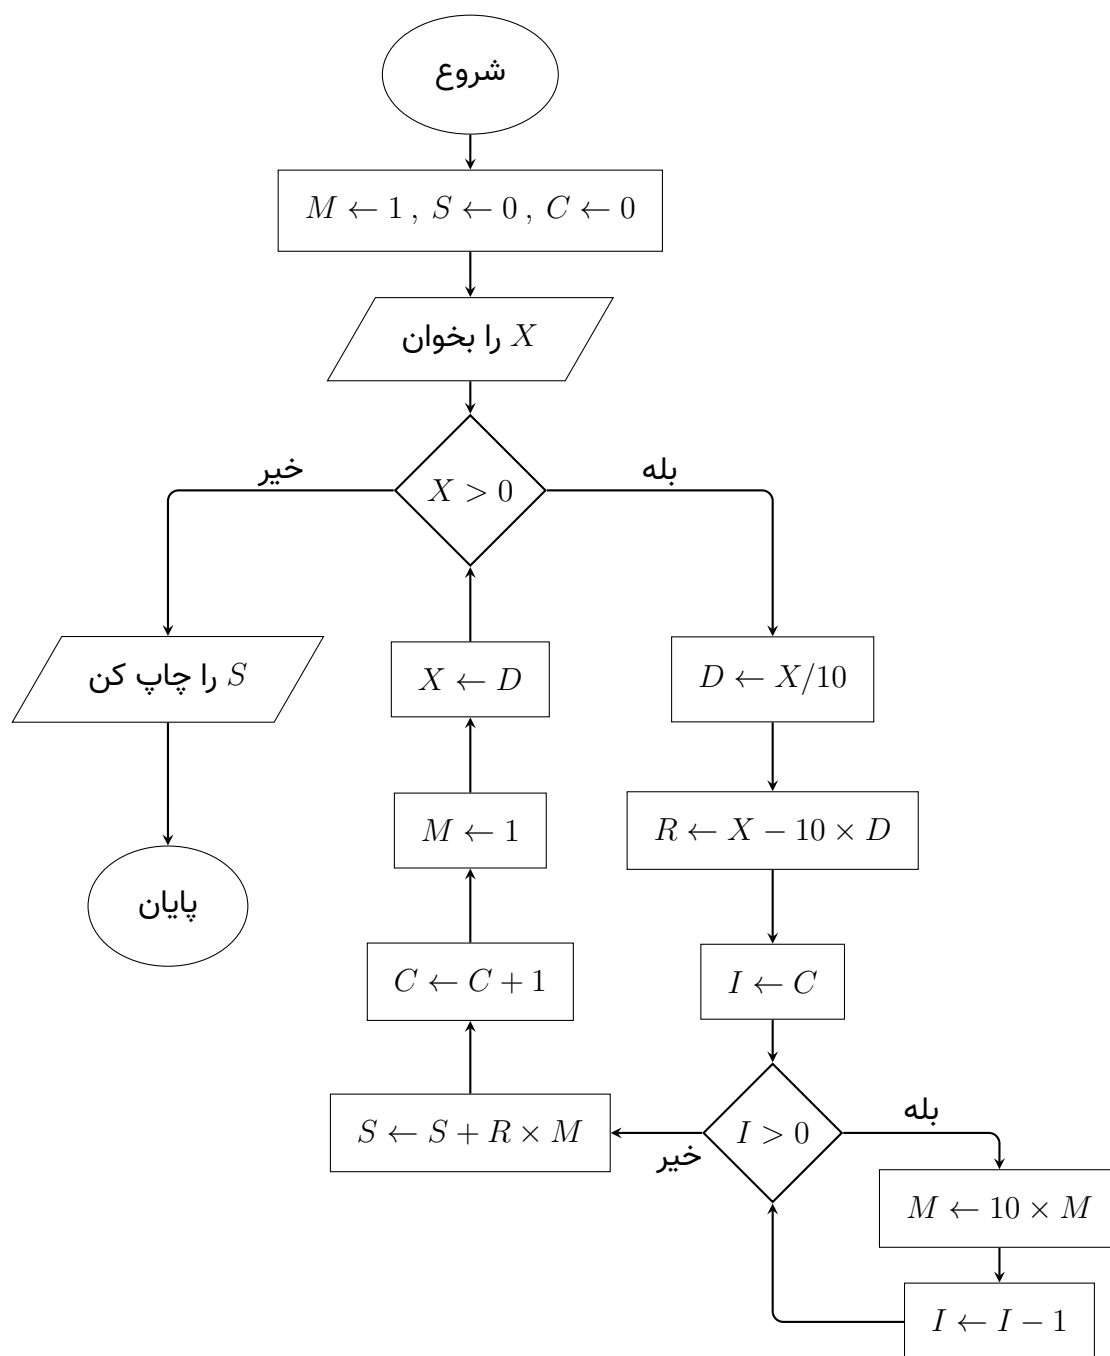 شروع
M ← 1 , S ← 0 , C ← 0
X را بخوان
X > 0
خیر
بله
S را چاپ کن
پایان
D ← X/10
R ← X − 10 × D
I ← C
I > 0
بله
M ← 10 × M
I ← I − 1
خیر
S ← S + R × M
C ← C + 1
M ← 1
X ← D